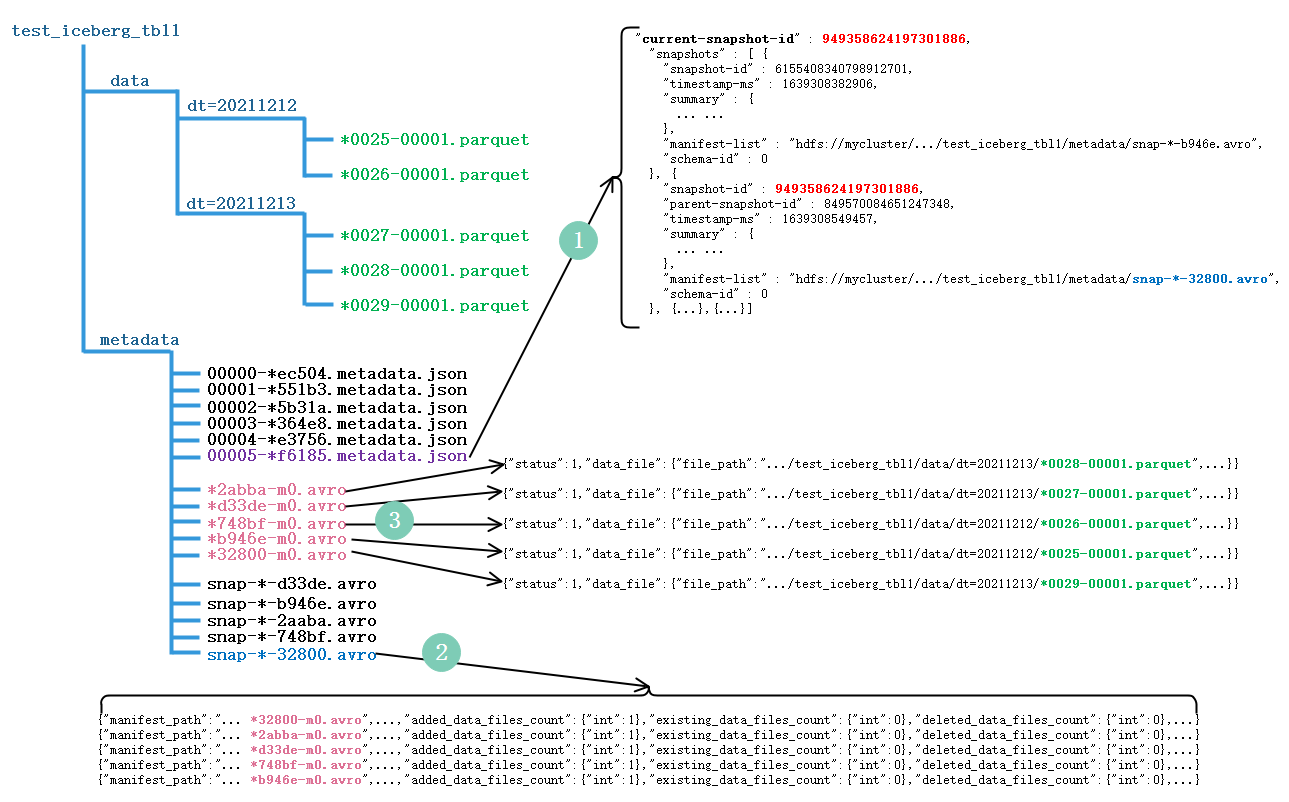 test_iceberg_tbl1
data
dt=20211212
*0025-00001.parquet
*0026-00001.parquet
dt=20211213
*0027-00001.parquet
*0028-00001.parquet
*0029-00001.parquet
metadata
00000-*ec504.metadata.json
00001-*551b3.metadata.json
00002-*5b31a.metadata.json
00003-*364e8.metadata.json
00004-*e3756.metadata.json
00005-*f6185.metadata.json
*2abba-m0.avro
*d33de-m0.avro
*748bf-m0.avro
*b946e-m0.avro
*32800-m0.avro
snap-*-d33de.avro
snap-*-b946e.avro
snap-*-2aaba.avro
snap-*-748bf.avro
snap-*-32800.avro
1
"current-snapshot-id" : 949358624197301886,
"snapshots" : [ {
"snapshot-id" : 6155408340798912701,
"timestamp-ms" : 1639308382906,
"summary" : {
... ...
},
"manifest-list" : "hdfs://mycluster/.../test_iceberg_tbl1/metadata/snap-*-b946e.avro",
"schema-id" : 0
}, {
"snapshot-id" : 949358624197301886,
"parent-snapshot-id" : 849570084651247348,
"timestamp-ms" : 1639308549457,
"summary" : {
... ...
},
"manifest-list" : "hdfs://mycluster/.../test_iceberg_tbl1/metadata/snap-*-32800.avro",
"schema-id" : 0
}, {...},{...}]
3
{"status":1,"data_file":{"file_path":".../test_iceberg_tbl1/data/dt=20211213/*0028-00001.parquet",...}}
{"status":1,"data_file":{"file_path":".../test_iceberg_tbl1/data/dt=20211213/*0027-00001.parquet",...}}
{"status":1,"data_file":{"file_path":".../test_iceberg_tbl1/data/dt=20211212/*0026-00001.parquet",...}}
{"status":1,"data_file":{"file_path":".../test_iceberg_tbl1/data/dt=20211212/*0025-00001.parquet",...}}
{"status":1,"data_file":{"file_path":".../test_iceberg_tbl1/data/dt=20211213/*0029-00001.parquet",...}}
2
{"manifest_path":"... *32800-m0.avro",...,"added_data_files_count":{"int":1},"existing_data_files_count":{"int":0},"deleted_data_files_count":{"int":0},...}
{"manifest_path":"... *2abba-m0.avro",...,"added_data_files_count":{"int":1},"existing_data_files_count":{"int":0},"deleted_data_files_count":{"int":0},...}
{"manifest_path":"... *d33de-m0.avro",...,"added_data_files_count":{"int":1},"existing_data_files_count":{"int":0},"deleted_data_files_count":{"int":0},...}
{"manifest_path":"... *748bf-m0.avro",...,"added_data_files_count":{"int":1},"existing_data_files_count":{"int":0},"deleted_data_files_count":{"int":0},...}
{"manifest_path":"... *b946e-m0.avro",...,"added_data_files_count":{"int":1},"existing_data_files_count":{"int":0},"deleted_data_files_count":{"int":0},...}